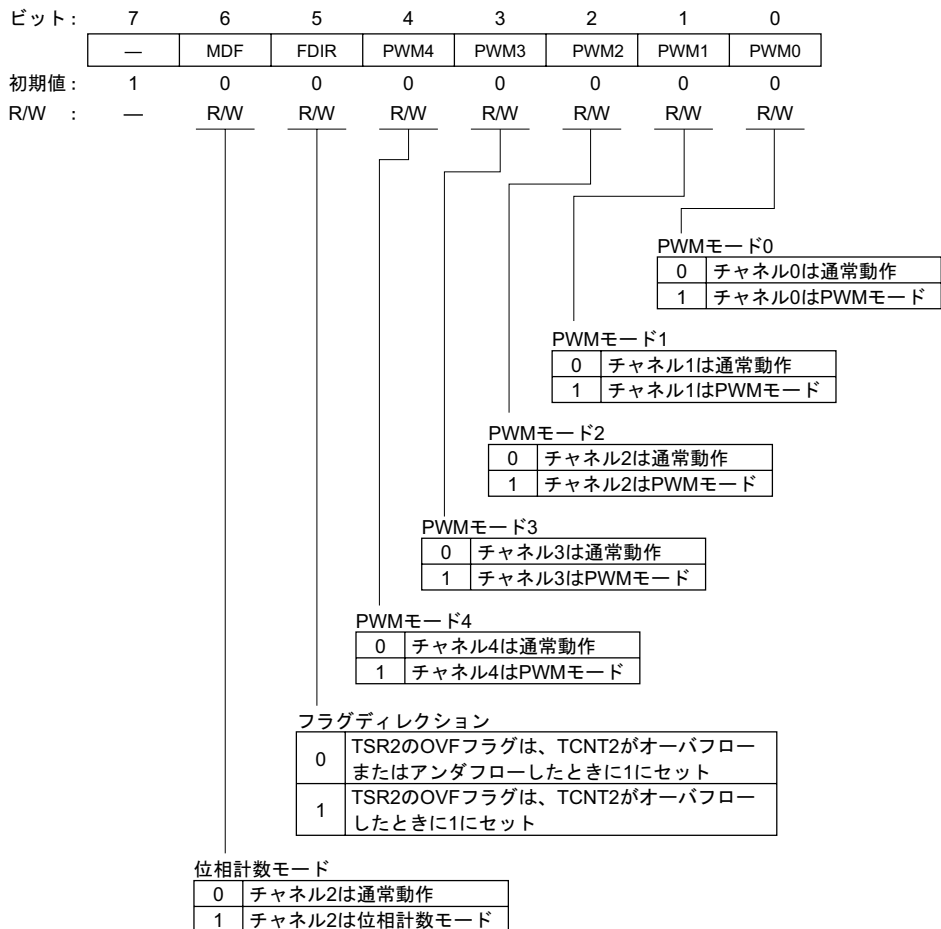 ビット : 7 6 5 4 3 2 1 0
— MDF FDIR PWM4 PWM3 PWM2 PWM1 PWM0
初期値 : 1 0 0 0 0 0 0 0
R/W : — R/W R/W R/W R/W R/W R/W R/W
PWMモード0
0 チャネル0は通常動作
1 チャネル0はPWMモード
PWMモード1
0 チャネル1は通常動作
1 チャネル1はPWMモード
PWMモード2
0 チャネル2は通常動作
1 チャネル2はPWMモード
PWMモード3
0 チャネル3は通常動作
1 チャネル3はPWMモード
PWMモード4
0 チャネル4は通常動作
1 チャネル4はPWMモード
フラグディレクション
0 TSR2のOVFフラグは、TCNT2がオーバフロー
またはアンダフローしたときに1にセット
1 TSR2のOVFフラグは、TCNT2がオーバフロー
したときに1にセット
位相計数モード
0 チャネル2は通常動作
1 チャネル2は位相計数モード